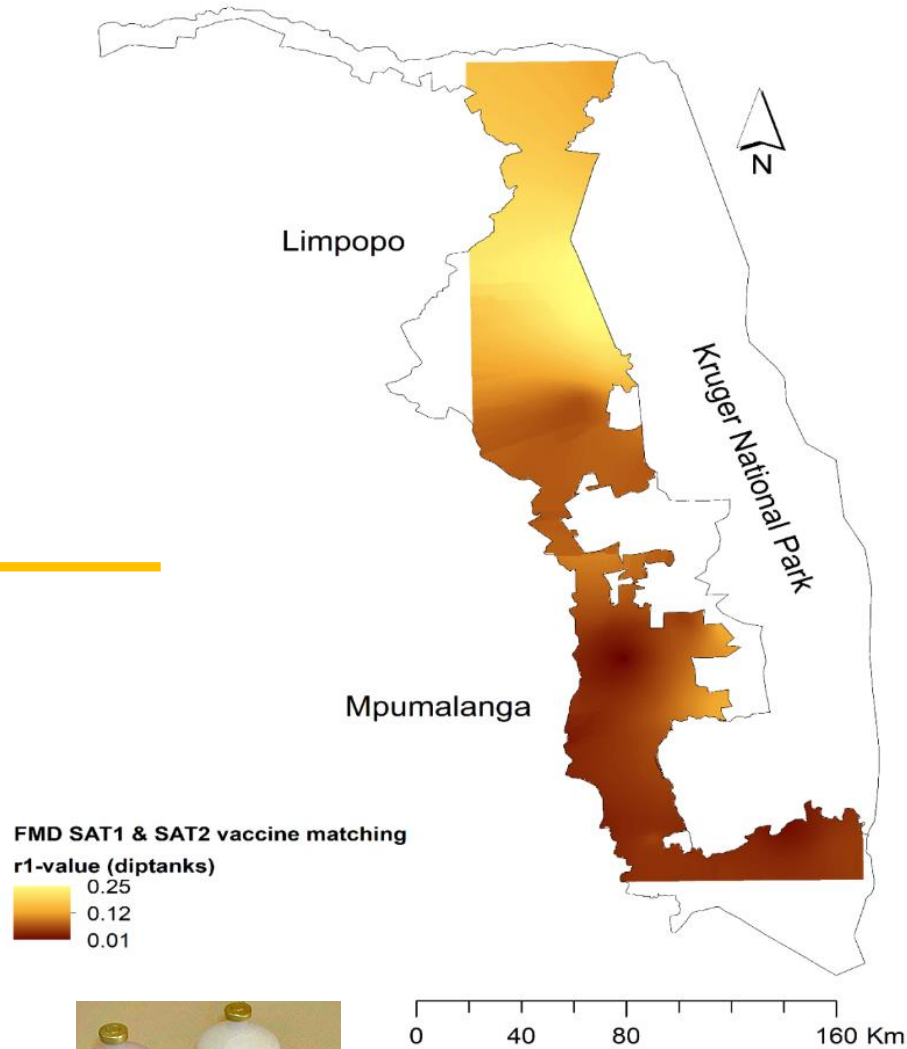 N
Limpopo
Kruger National Park
Mpumalanga
FMD SAT1 & SAT2 vaccine matching
r1-value (diptanks)
0.25
0.12
0.01
0 40 80 160 Km